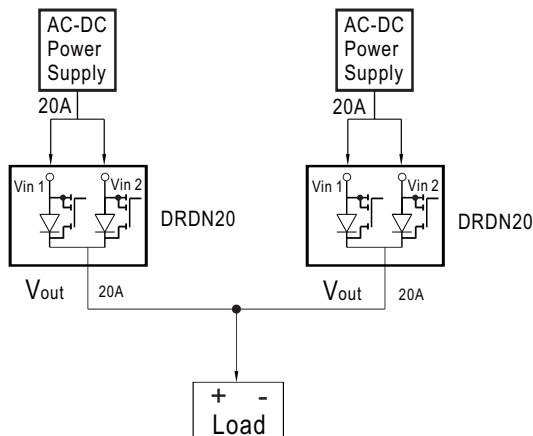 AC-DC
Power
Supply
20A
Vin 1
Vin 2
DRDN20
Vout
20A
AC-DC
Power
Supply
20A
Vin 1
Vin 2
DRDN20
Vout
20A
+ -
Load